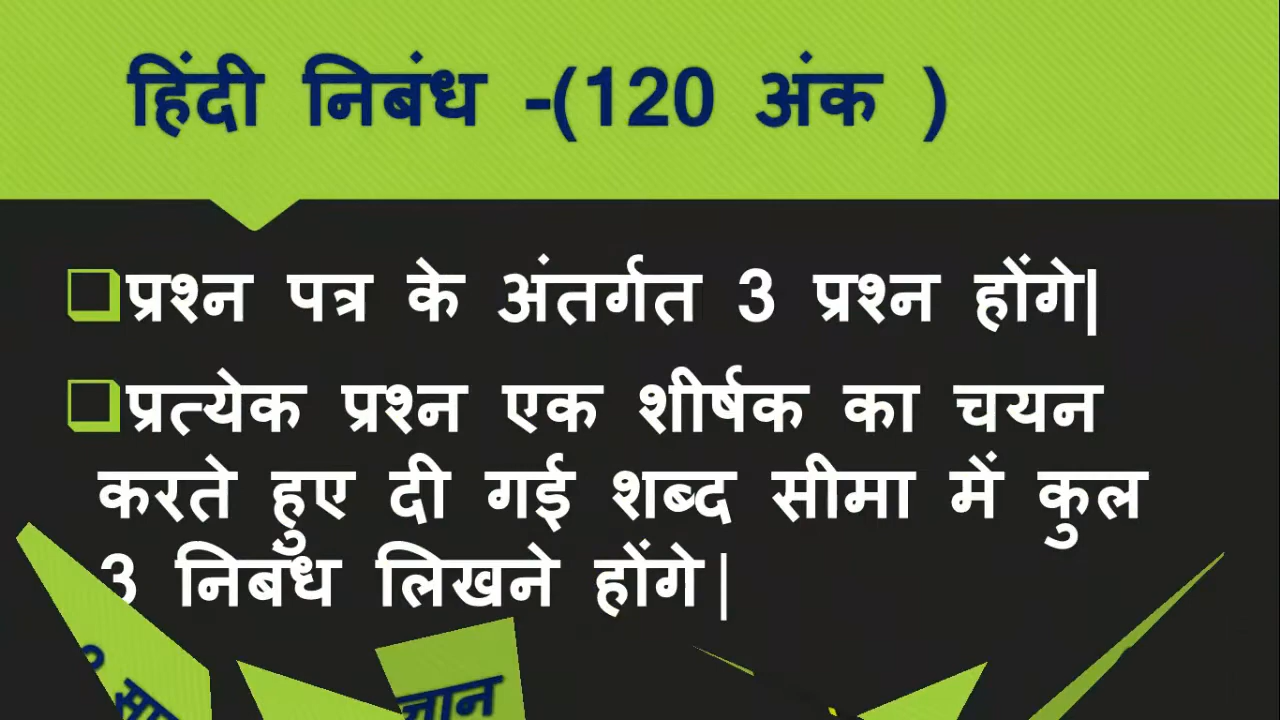 हिंदी निबंध -(120 अंक )
❑प्रश्न पत्र के अंतर्गत 3 प्रश्न होंगे|
❑प्रत्येक प्रश्न एक शीर्षक का चयन
करते हुए दी गई शब्द सीमा में कुल
3 निबंध लिखने होंगे|